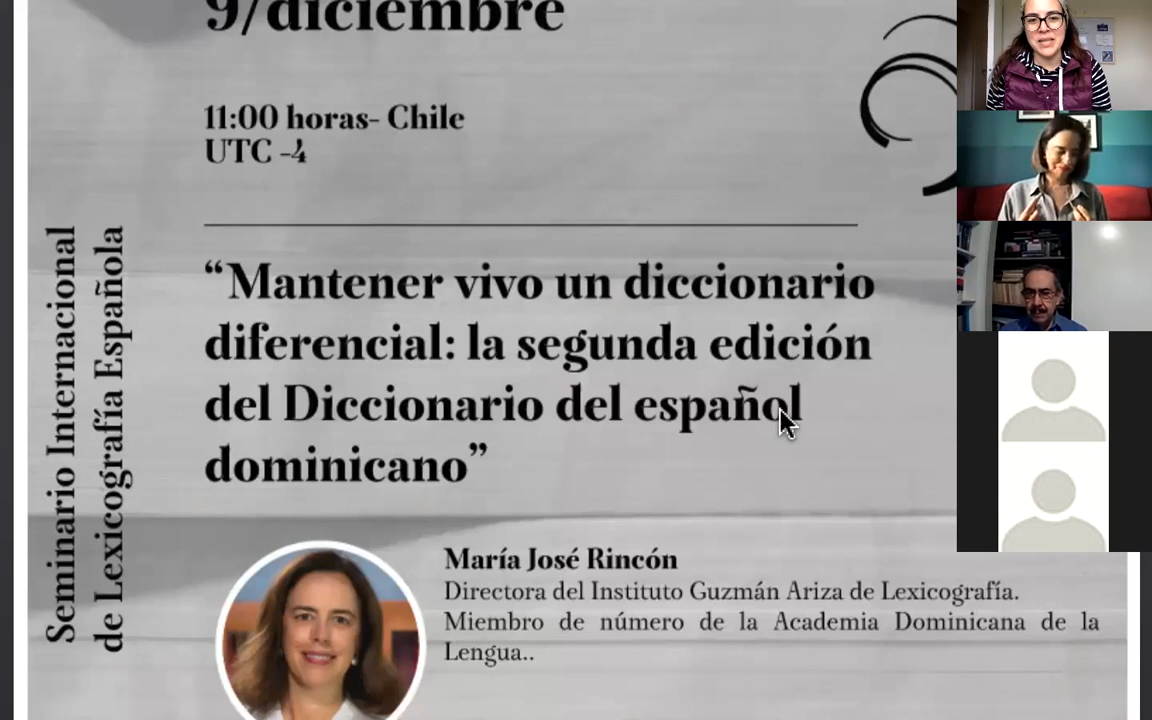 9/diciembre
11:00 horas- Chile
UTC -4
Seminario Internacional
de Lexicografía Española
“Mantener vivo un diccionario
diferencial: la segunda edición
del Diccionario del español
dominicano”
María José Rincón
Directora del Instituto Guzmán Ariza de Lexicografía.
Miembro de número de la Academia Dominicana de la
Lengua..